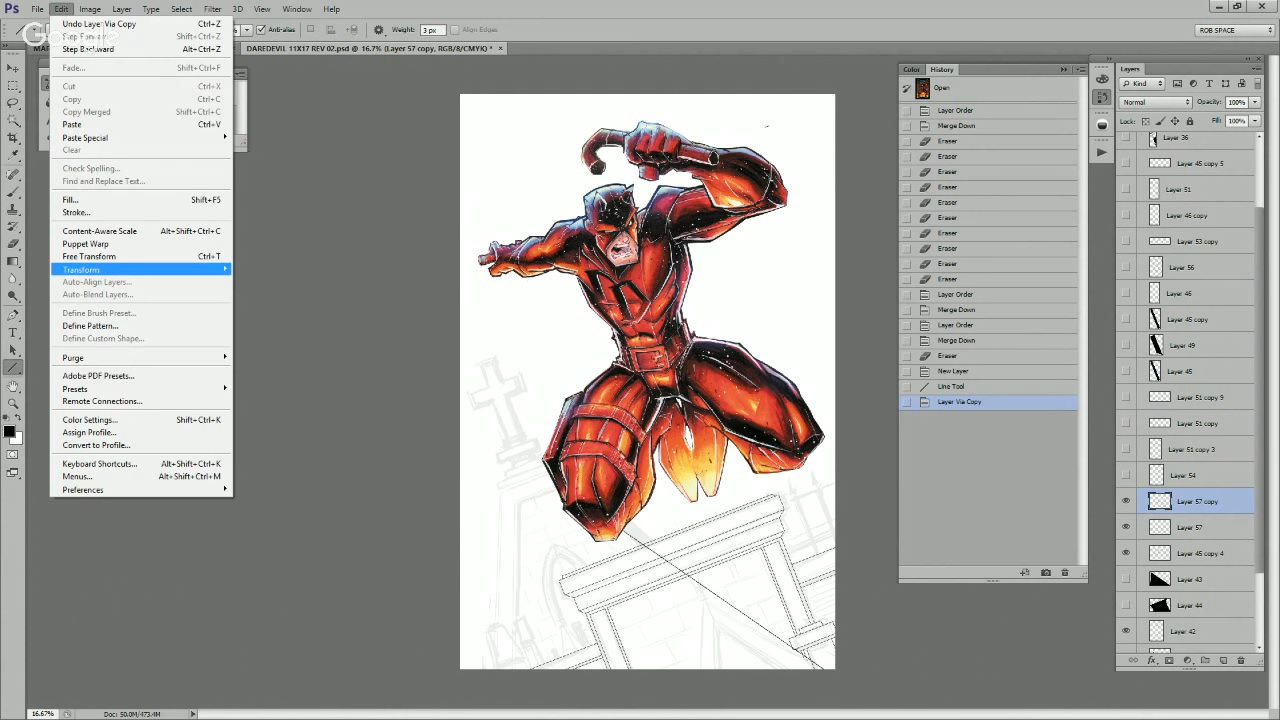 Ps File Edit Image Layer Type Select Filter 3D View Window Help
Anti-alias Weight: 3 px Align Edges ROB SPACE
DAREDEVIL 11X17 REV 02.psd @ 16.7% (Layer 57 copy, RGB/8/CMYK) * ×
Google
Undo Layer Via Copy Ctrl+Z
Step Forward Shift+Ctrl+Z
Step Backward Alt+Ctrl+Z
Fade... Shift+Ctrl+F
Cut Ctrl+X
Copy Ctrl+C
Copy Merged Shift+Ctrl+C
Paste Ctrl+V
Paste Special
Clear
Check Spelling...
Find and Replace Text...
Fill... Shift+F5
Stroke...
Content-Aware Scale Alt+Shift+Ctrl+C
Puppet Warp
Free Transform Ctrl+T
Transform
Auto-Align Layers...
Auto-Blend Layers...
Define Brush Preset...
Define Pattern...
Define Custom Shape...
Purge
Adobe PDF Presets...
Presets
Remote Connections...
Color Settings... Shift+Ctrl+K
Assign Profile...
Convert to Profile...
Keyboard Shortcuts... Alt+Shift+Ctrl+K
Menus... Alt+Shift+Ctrl+M
Preferences
Color History
Open
Layer Order
Merge Down
Eraser
Eraser
Eraser
Eraser
Eraser
Eraser
Eraser
Eraser
Eraser
Eraser
Layer Order
Merge Down
Layer Order
Merge Down
Eraser
New Layer
Line Tool
Layer Via Copy
Layers
Kind
Normal Opacity: 100%
Lock: Fill: 100%
Layer 36
Layer 45 copy 5
Layer 51
Layer 46 copy
Layer 53 copy
Layer 56
Layer 46
Layer 45 copy
Layer 49
Layer 45
Layer 51 copy 9
Layer 51 copy
Layer 51 copy 3
Layer 54
Layer 57 copy
Layer 57
Layer 45 copy 4
Layer 43
Layer 44
Layer 42
16.67% Doc: 50.0M/473.4M